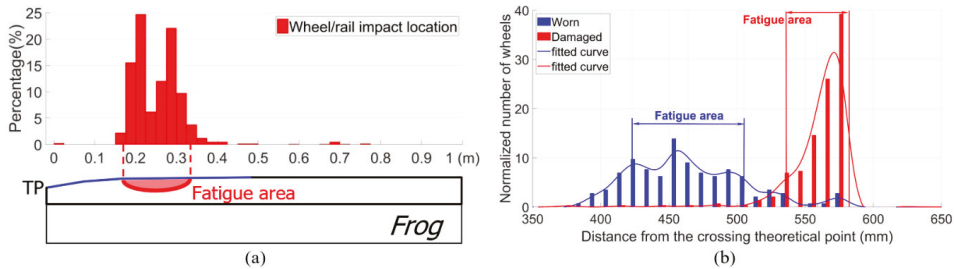 (a)
Percentage(%)
25
20
15
10
5
0
Wheel/rail impact location
0 0.1 0.2 0.3 0.4 0.5 0.6 0.7 0.8 0.9 1 (m)
TP
Fatigue area
Frog
(a)
(b)
Normalized number of wheels
40
30
20
10
0
Worn
Damaged
fitted curve
fitted curve
Fatigue area
Fatigue area
350 400 450 500 550 600 650
Distance from the crossing theoretical point (mm)
(b)